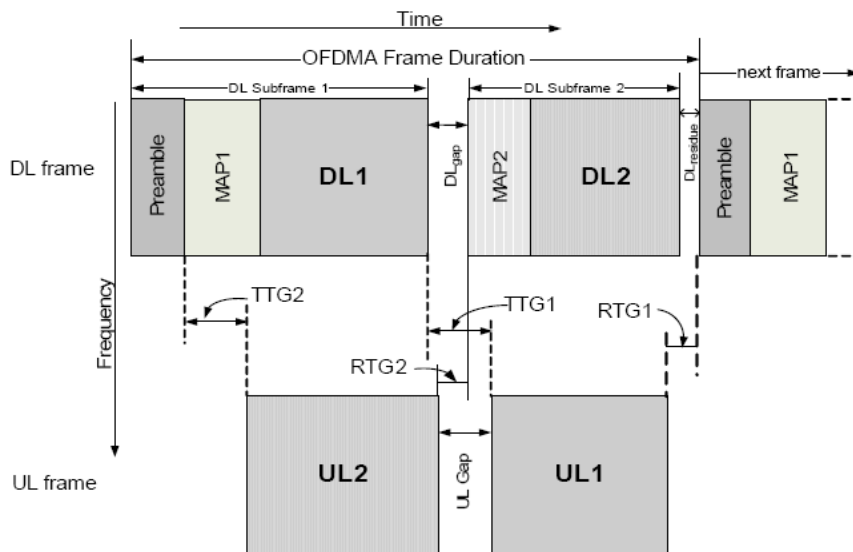 Time
OFDMA Frame Duration
next frame
DL Subframe 1
DL Subframe 2
DL frame
Preamble
MAP1
DL1
DLgap
MAP2
DL2
DLresidue
Preamble
MAP1
Frequency
TTG2
TTG1
RTG1
RTG2
UL frame
UL2
UL Gap
UL1